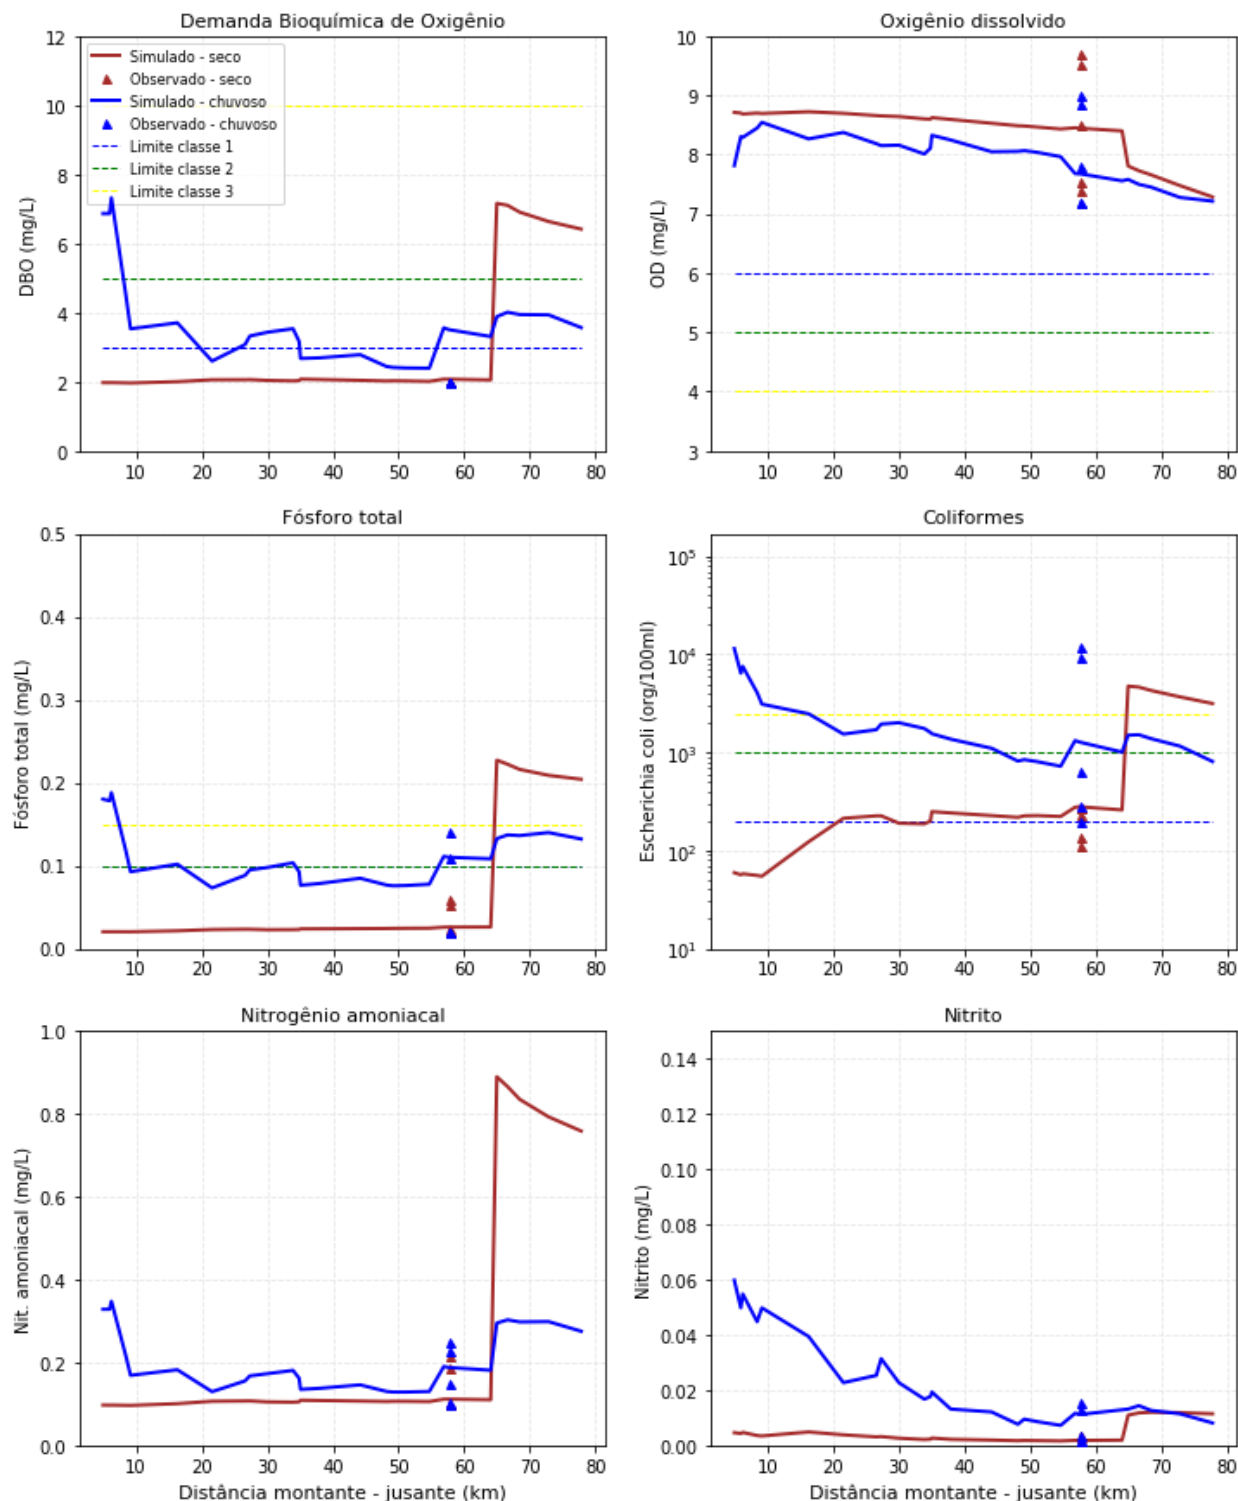 Demanda Bioquímica de Oxigênio
12
10
8
6
4
2
0
DBO (mg/L)
Simulado - seco
Observado - seco
Simulado - chuvoso
Observado - chuvoso
Limite classe 1
Limite classe 2
Limite classe 3
10 20 30 40 50 60 70 80
Oxigênio dissolvido
10
9
8
7
6
5
4
3
OD (mg/L)
10 20 30 40 50 60 70 80
Fósforo total
0.5
0.4
0.3
0.2
0.1
0.0
Fósforo total (mg/L)
10 20 30 40 50 60 70 80
Coliformes
10⁵
10⁴
10³
10²
10¹
Escherichia coli (org/100ml)
10 20 30 40 50 60 70 80
Nitrogênio amoniacal
1.0
0.8
0.6
0.4
0.2
0.0
Nit. amoniacal (mg/L)
10 20 30 40 50 60 70 80
Distância montante - jusante (km)
Nitrito
0.14
0.12
0.10
0.08
0.06
0.04
0.02
0.00
Nitrito (mg/L)
10 20 30 40 50 60 70 80
Distância montante - jusante (km)